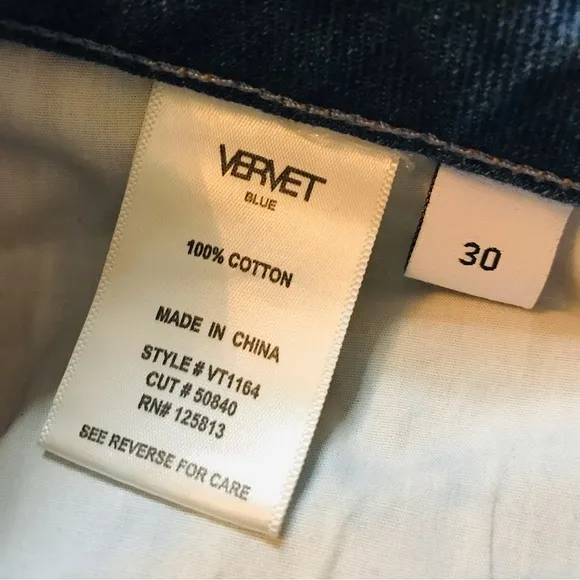 VERVET
BLUE
100% COTTON
MADE IN CHINA
STYLE # VT1164
CUT # 50840
RN# 125813
SEE REVERSE FOR CARE
30